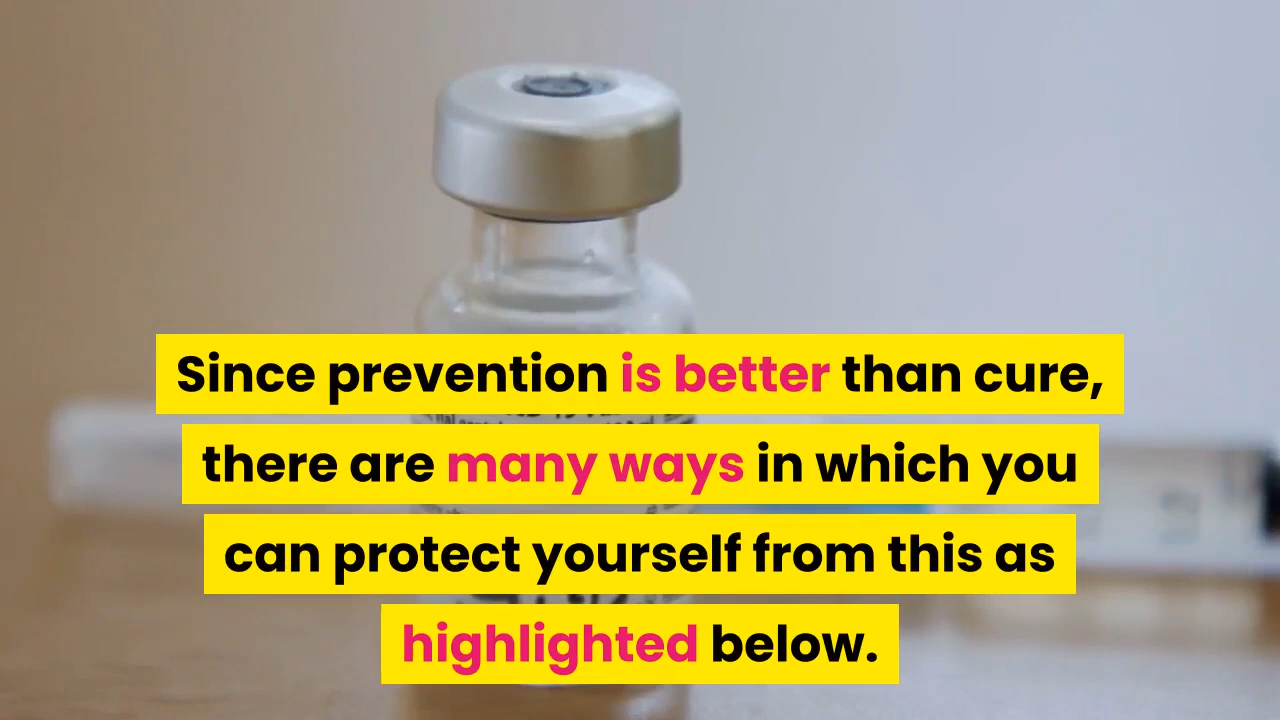 Since prevention is better than cure,
there are many ways in which you
can protect yourself from this as
highlighted below.